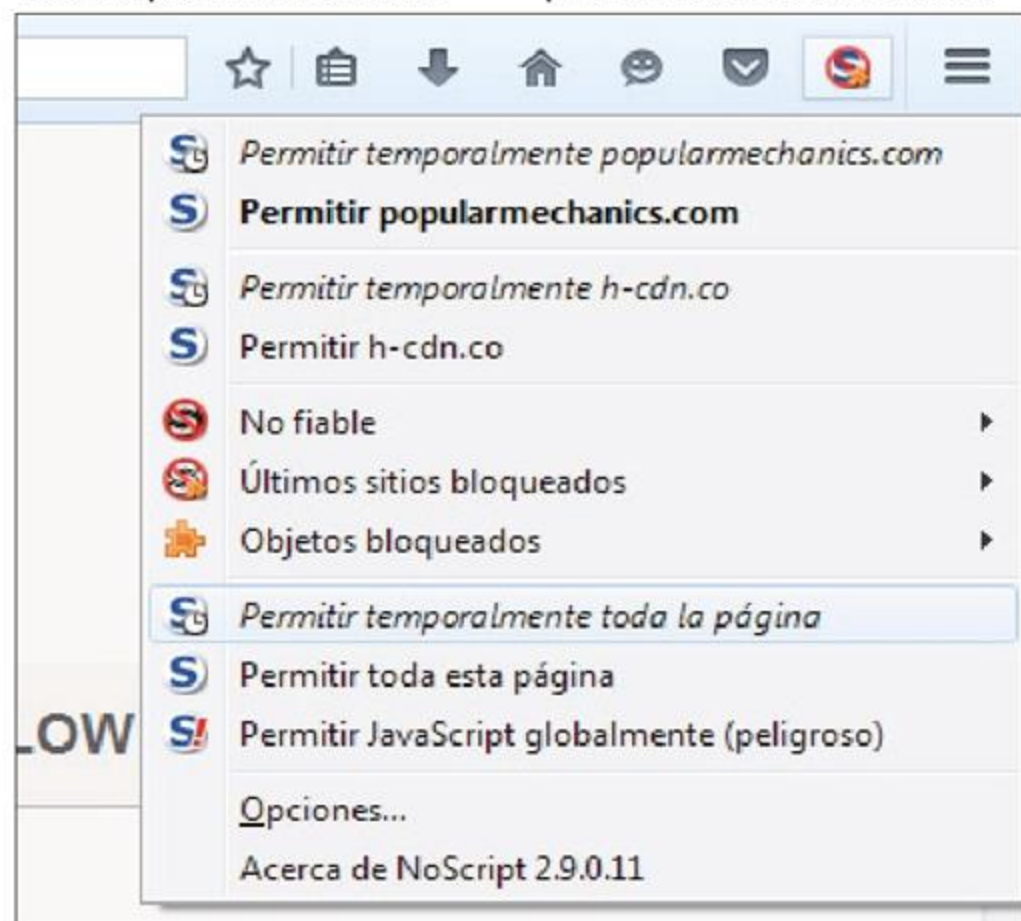 Permitir temporalmente popularmechanics.com
Permitir popularmechanics.com
Permitir temporalmente h-cdn.co
Permitir h-cdn.co
No fiable
Últimos sitios bloqueados
Objetos bloqueados
Permitir temporalmente toda la página
Permitir toda esta página
LOW
Permitir JavaScript globalmente (peligroso)
Opciones...
Acerca de NoScript 2.9.0.11